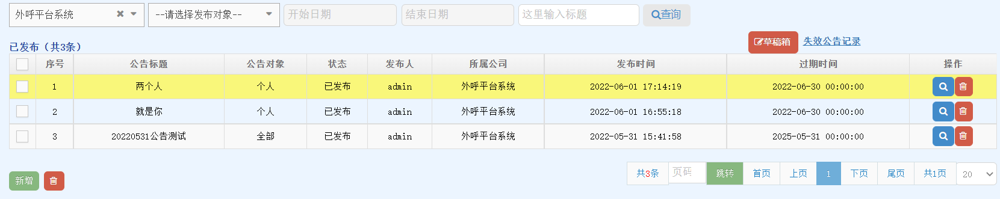 外呼平台系统 --请选择发布对象-- 开始日期 结束日期 这里输入标题 查询
已发布（共3条） 草稿箱 失效公告记录
序号 公告标题 公告对象 状态 发布人 所属公司 发布时间 过期时间 操作
1 两个人 个人 已发布 admin 外呼平台系统 2022-06-01 17:14:19 2022-06-30 00:00:00
2 就是你 个人 已发布 admin 外呼平台系统 2022-06-01 16:55:18 2022-06-30 00:00:00
3 20220531公告测试 全部 已发布 admin 外呼平台系统 2022-05-31 15:41:58 2025-05-31 00:00:00
新增 共3条 页码 跳转 首页 上页 1 下页 尾页 共1页 20